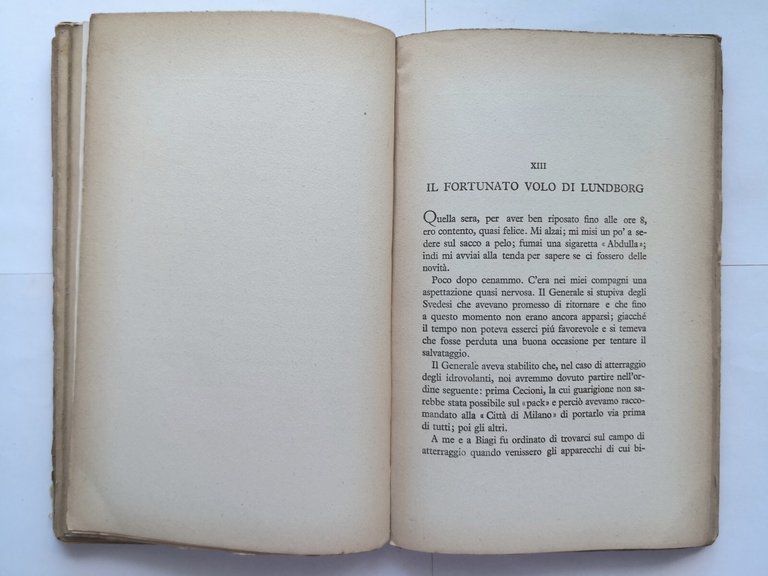 XIII
IL FORTUNATO VOLO DI LUNDBORG
Quella sera, per aver ben riposato fino alle ore 8,
ero contento, quasi felice. Mi alzai; mi misi un po' a se-
dere sul sacco a pelo; fumai una sigaretta « Abdulla »;
indi mi avviai alla tenda per sapere se ci fossero delle
novità.
Poco dopo cenammo. C'era nei miei compagni una
aspettazione quasi nervosa. Il Generale si stupiva degli
Svedesi che avevano promesso di ritornare e che fino
a questo momento non erano ancora apparsi; giacché
il tempo non poteva esserci piú favorevole e si temeva
che fosse perduta una buona occasione per tentare il
salvataggio.
Il Generale aveva stabilito che, nel caso di atterraggio
degli idrovolanti, noi avremmo dovuto partire nell'or-
dine seguente: prima Cecioni, la cui guarigione non sa-
rebbe stata possibile sul «pack» e perciò avevamo racco-
mandato alla « Città di Milano » di portarlo via prima
di tutti; poi gli altri.
A me e a Biagi fu ordinato di trovarci sul campo di
atterraggio quando venissero gli apparecchi di cui bi-